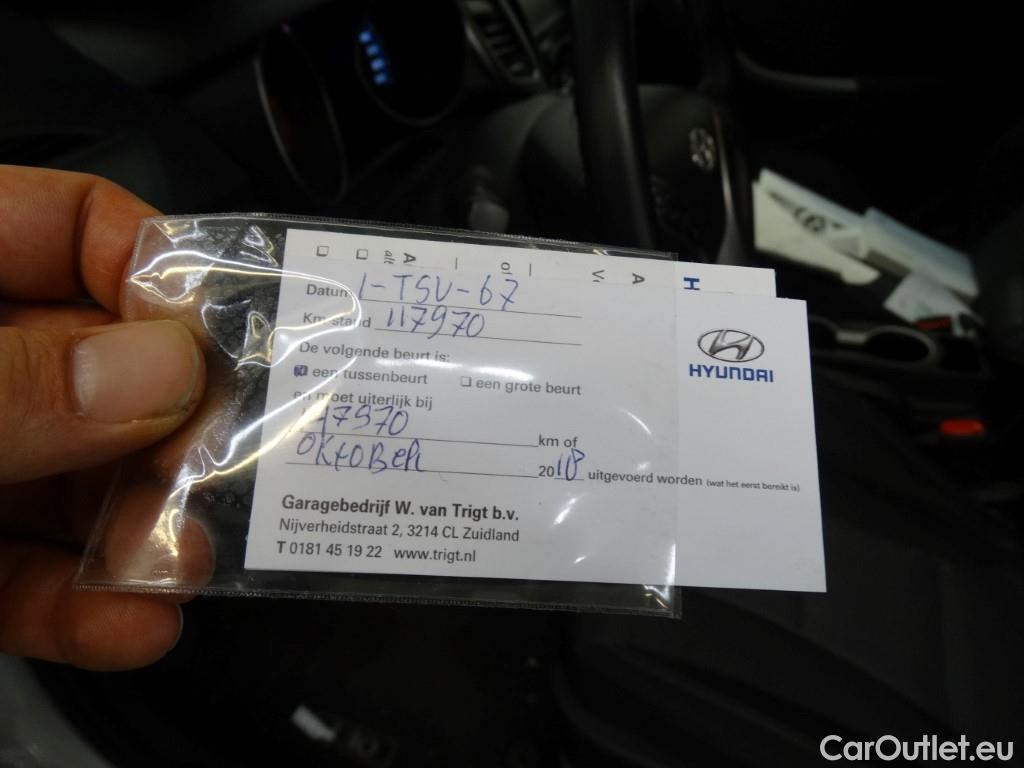 Datum 1-TSV-67
Km-stand 117970
De volgende beurt is:
een tussenbeurt een grote beurt
en moet uiterlijk bij
km of
OKTOBER 2018 uitgevoerd worden (wat het eerst bereikt is)
Garagebedrijf W. van Trigt b.v.
Nijverheidstraat 2, 3214 CL Zuidland
T 0181 45 19 22 www.trigt.nl
HYUNDAI
CarOutlet.eu